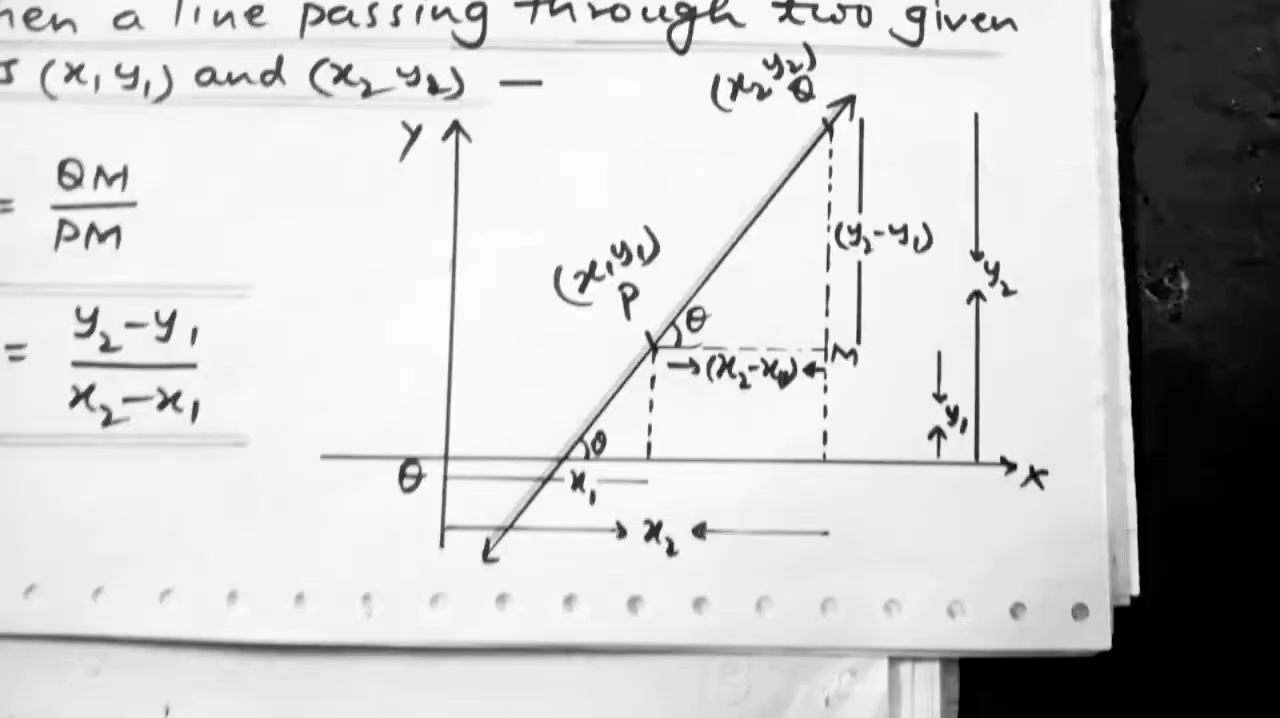 hen a line passing through two given
s (x, y₁) and (x₂ y₂) —
(x₂ y₂)
Q
Y
= QM
PM
(y₂-y₁)
(x₁ y₁)
P
y₂
θ
= y₂-y₁
x₂-x₁
M
→(x₂-x₁)←
y₁
θ
O
x₁
X
x₂